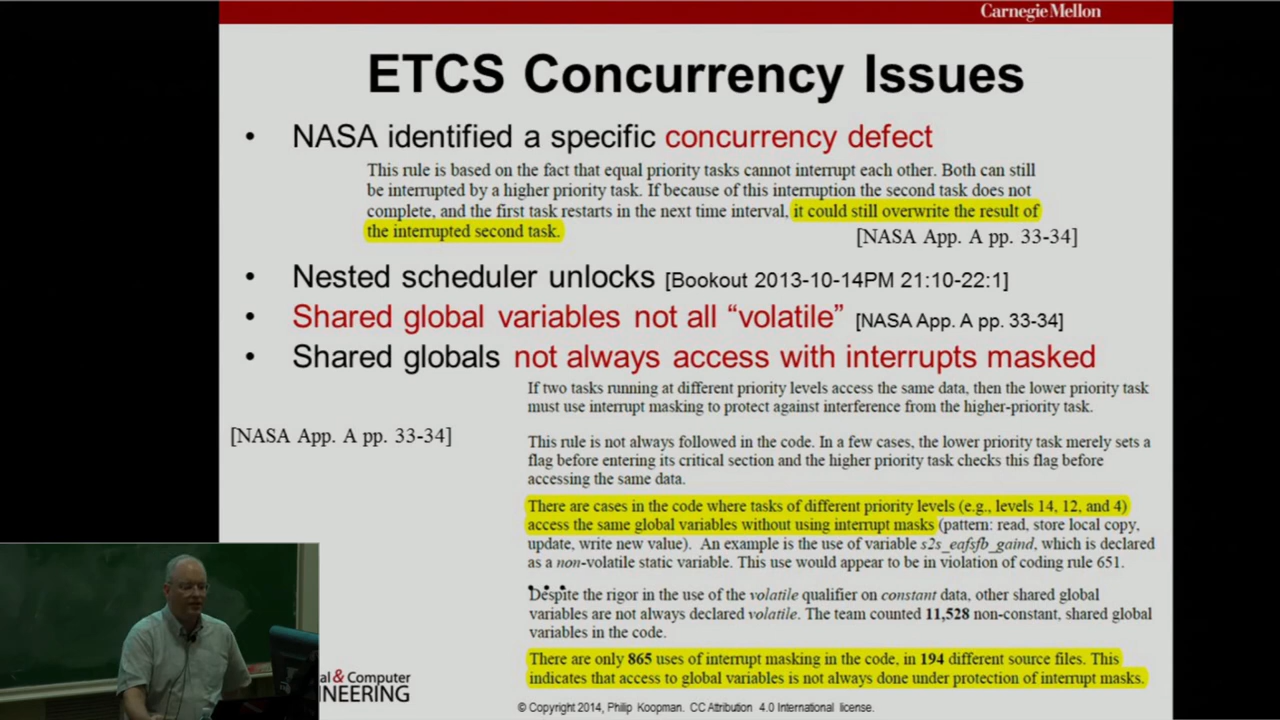 Carnegie Mellon
ETCS Concurrency Issues
• NASA identified a specific concurrency defect
This rule is based on the fact that equal priority tasks cannot interrupt each other. Both can still
be interrupted by a higher priority task. If because of this interruption the second task does not
complete, and the first task restarts in the next time interval, it could still overwrite the result of
the interrupted second task.
[NASA App. A pp. 33-34]
• Nested scheduler unlocks [Bookout 2013-10-14PM 21:10-22:1]
• Shared global variables not all “volatile” [NASA App. A pp. 33-34]
• Shared globals not always access with interrupts masked
If two tasks running at different priority levels access the same data, then the lower priority task
must use interrupt masking to protect against interference from the higher-priority task.
[NASA App. A pp. 33-34]
This rule is not always followed in the code. In a few cases, the lower priority task merely sets a
flag before entering its critical section and the higher priority task checks this flag before
accessing the same data.
There are cases in the code where tasks of different priority levels (e.g., levels 14, 12, and 4)
access the same global variables without using interrupt masks (pattern: read, store local copy,
update, write new value). An example is the use of variable s2s_eafsfb_gaind, which is declared
as a non-volatile static variable. This use would appear to be in violation of coding rule 651.
• • •
Despite the rigor in the use of the volatile qualifier on constant data, other shared global
variables are not always declared volatile. The team counted 11,528 non-constant, shared global
variables in the code.
There are only 865 uses of interrupt masking in the code, in 194 different source files. This
indicates that access to global variables is not always done under protection of interrupt masks.
al & Computer
INEERING
© Copyright 2014, Philip Koopman. CC Attribution 4.0 International license.